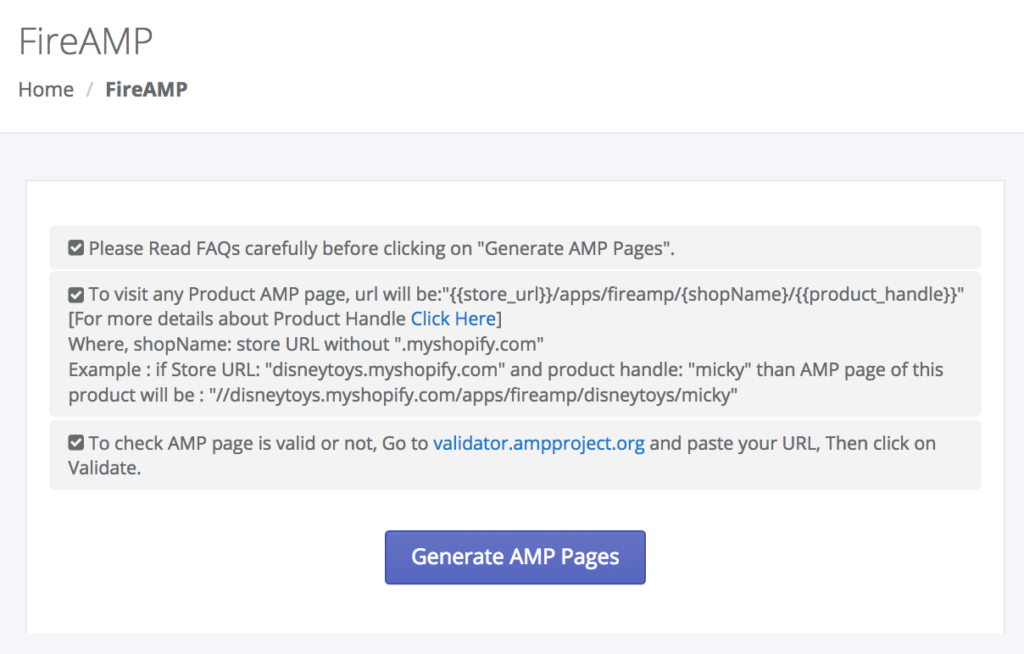 FireAMP
Home / FireAMP
Please Read FAQs carefully before clicking on "Generate AMP Pages".
To visit any Product AMP page, url will be:"{{store_url}}/apps/fireamp/{shopName}/{{product_handle}}"
[For more details about Product Handle Click Here]
Where, shopName: store URL without ".myshopify.com"
Example : if Store URL: "disneytoys.myshopify.com" and product handle: "micky" than AMP page of this
product will be : "//disneytoys.myshopify.com/apps/fireamp/disneytoys/micky"
To check AMP page is valid or not, Go to validator.ampproject.org and paste your URL, Then click on
Validate.
Generate AMP Pages